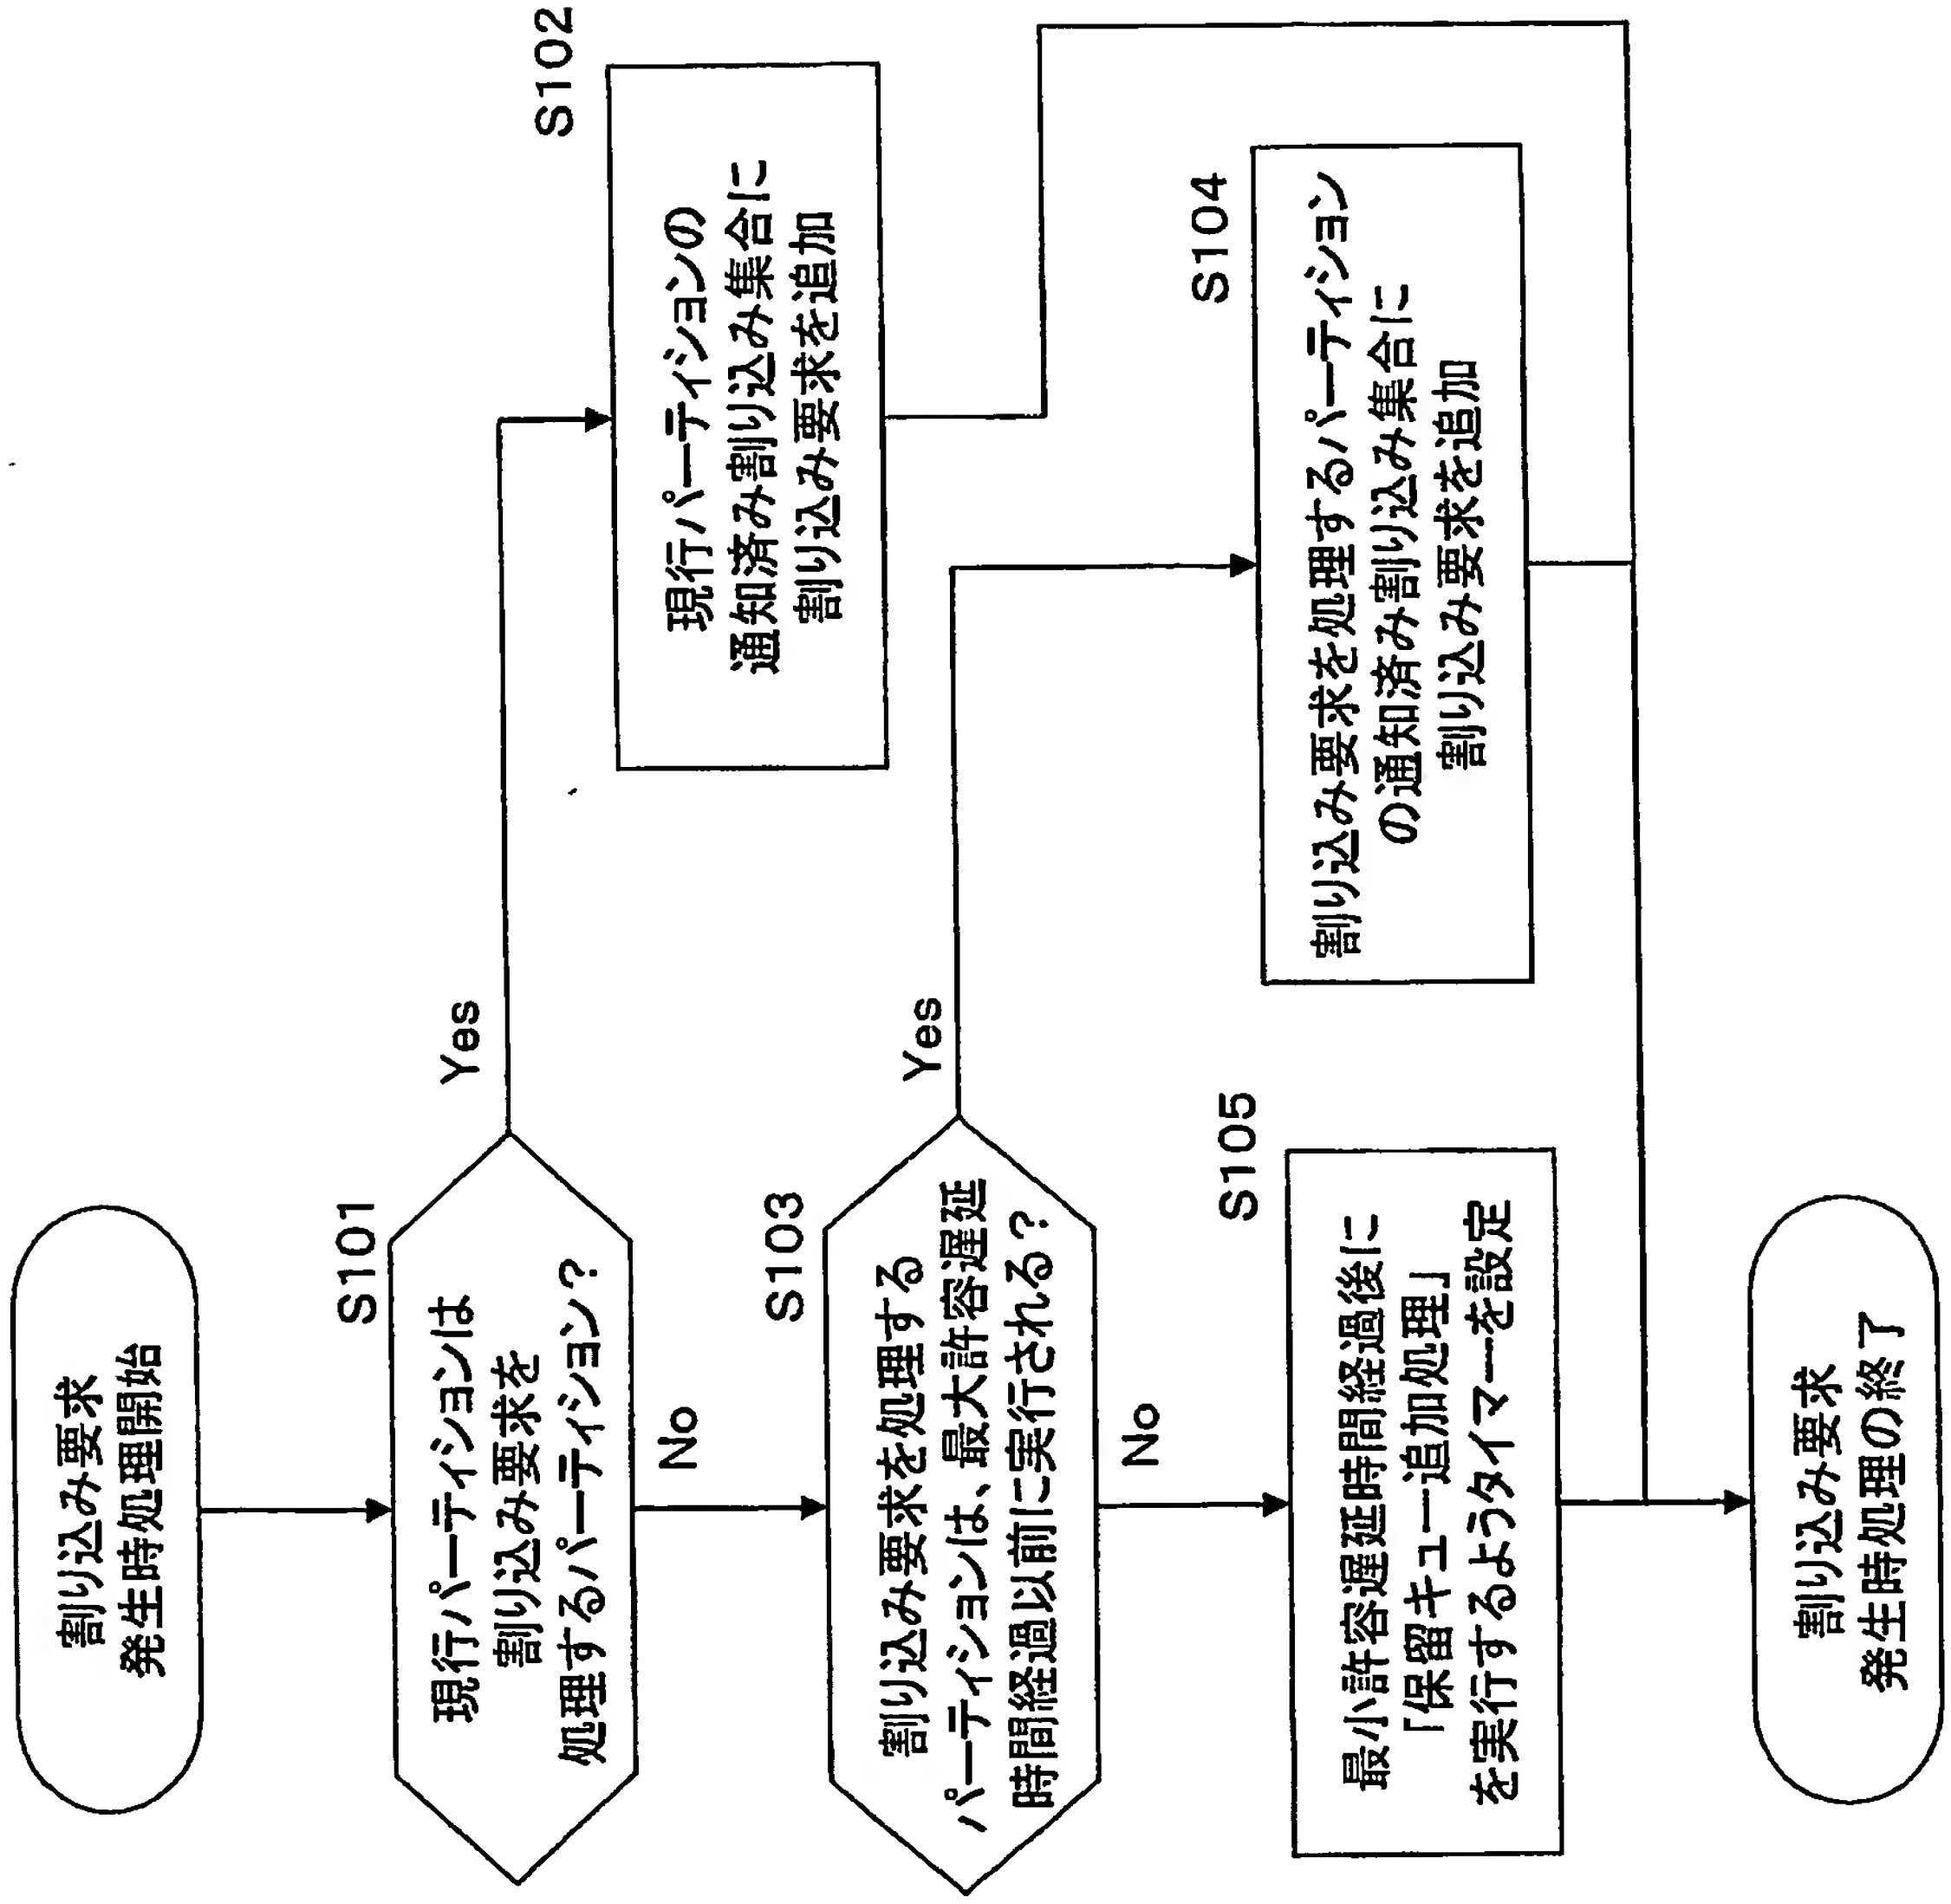 割り込み要求
発生時処理開始
S101
現行パーティションは
割り込み要求を
処理するパーティション?
Yes
No
S102
現行パーティションの
通知済み割り込み集合に
割り込み要求を追加
S103
割り込み要求を処理する
パーティションは、最大許容遅延
時間経過以前に実行される?
Yes
No
S104
割り込み要求を処理するパーティション
の通知済み割り込み集合に
割り込み要求を追加
S105
最小許容遅延時間経過後に
「保留キュー追加処理」
を実行するようタイマーを設定
割り込み要求
発生時処理の終了